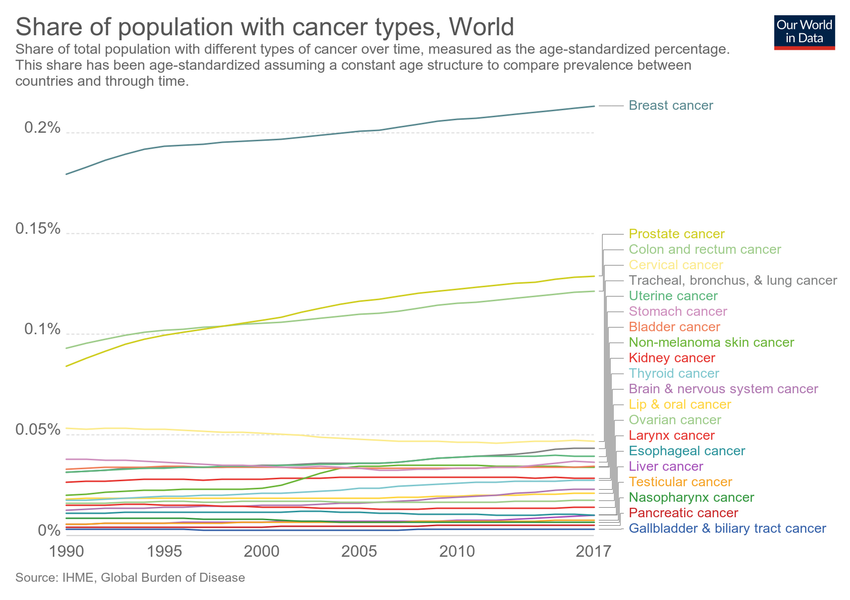 Share of population with cancer types, World
Our World
in Data
Share of total population with different types of cancer over time, measured as the age-standardized percentage.
This share has been age-standardized assuming a constant age structure to compare prevalence between
countries and through time.
Breast cancer
0.2%
0.15%
Prostate cancer
Colon and rectum cancer
Cervical cancer
Tracheal, bronchus, & lung cancer
Uterine cancer
Stomach cancer
0.1%
Bladder cancer
Non-melanoma skin cancer
Kidney cancer
Thyroid cancer
Brain & nervous system cancer
Lip & oral cancer
Ovarian cancer
0.05%
Larynx cancer
Esophageal cancer
Liver cancer
Testicular cancer
Nasopharynx cancer
Pancreatic cancer
Gallbladder & biliary tract cancer
0%
1990 1995 2000 2005 2010 2017
Source: IHME, Global Burden of Disease